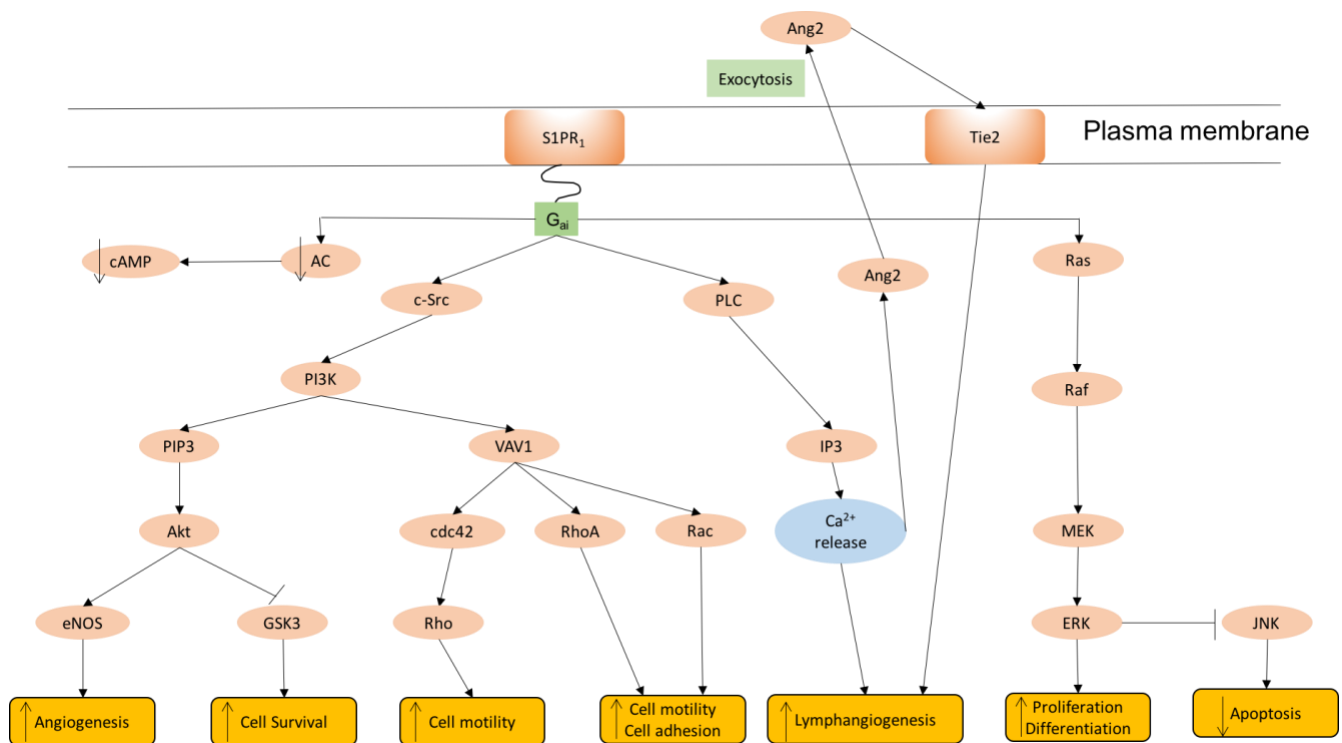 Ang2
Exocytosis
S1PR₁
Tie2
Plasma membrane
Gai
cAMP
AC
Ang2
Ras
c-Src
PLC
PI3K
Raf
PIP3
VAV1
IP3
Akt
cdc42
RhoA
Rac
Ca²⁺
release
MEK
eNOS
GSK3
Rho
ERK
JNK
Angiogenesis
Cell Survival
Cell motility
Cell motility
Cell adhesion
Lymphangiogenesis
Proliferation
Differentiation
Apoptosis